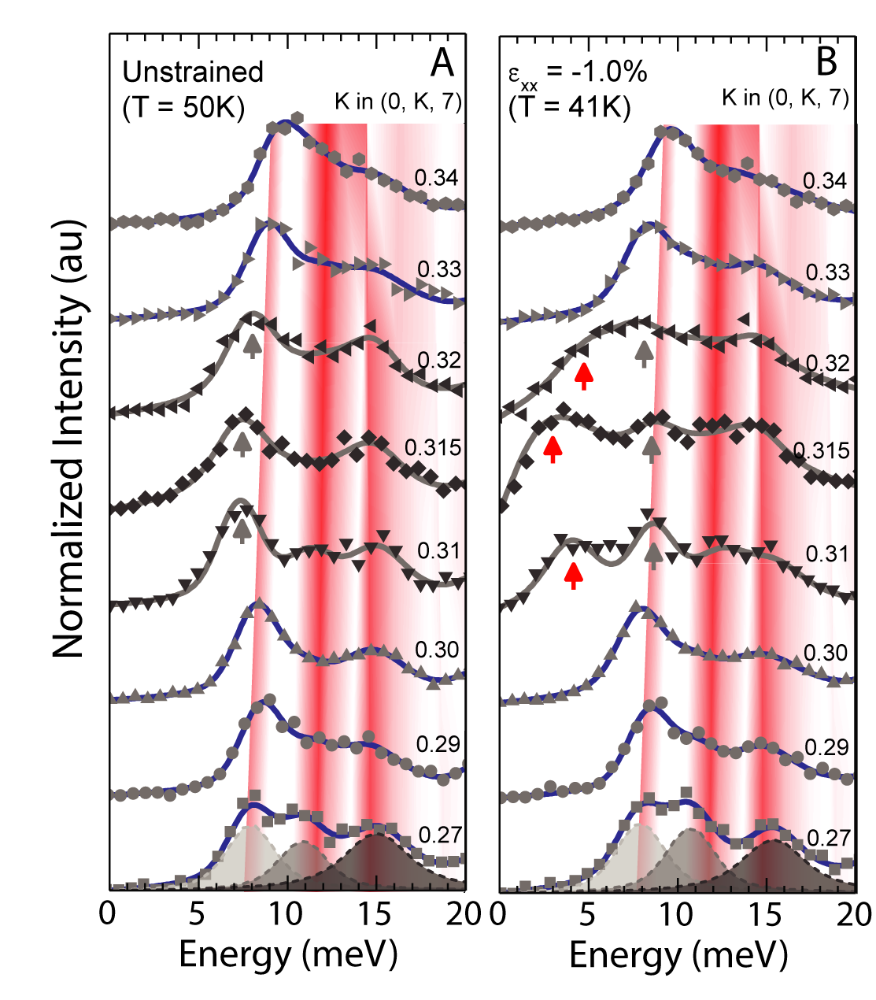 Normalized Intensity (au)
Unstrained
(T = 50K)
A
K in (0, K, 7)
0.34
0.33
0.32
0.315
0.31
0.30
0.29
0.27
0 5 10 15 20
Energy (meV)
εxx = -1.0%
(T = 41K)
B
K in (0, K, 7)
0.34
0.33
0.32
0.315
0.31
0.30
0.29
0.27
0 5 10 15 20
Energy (meV)